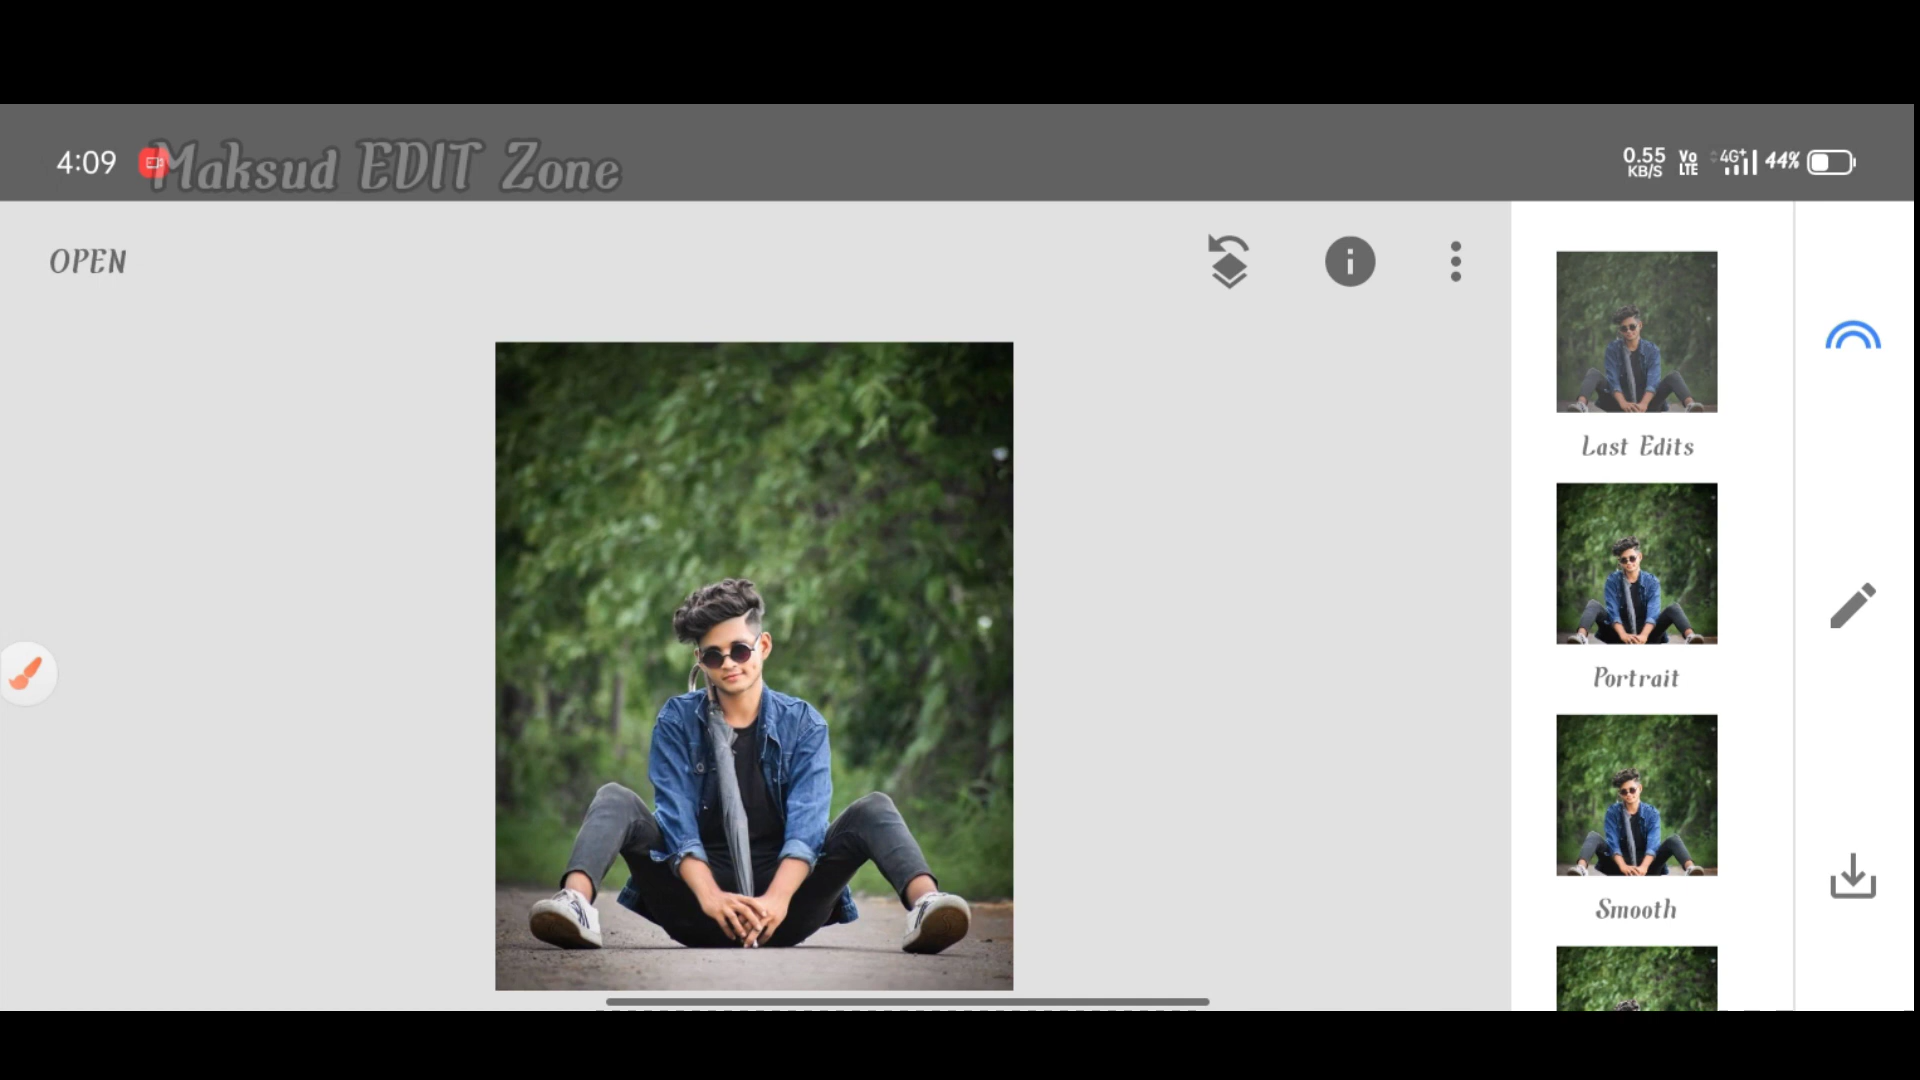 4:09
Maksud EDIT Zone
0.55 KB/S
Vo LTE
4G+
44%
OPEN
Last Edits
Portrait
Smooth